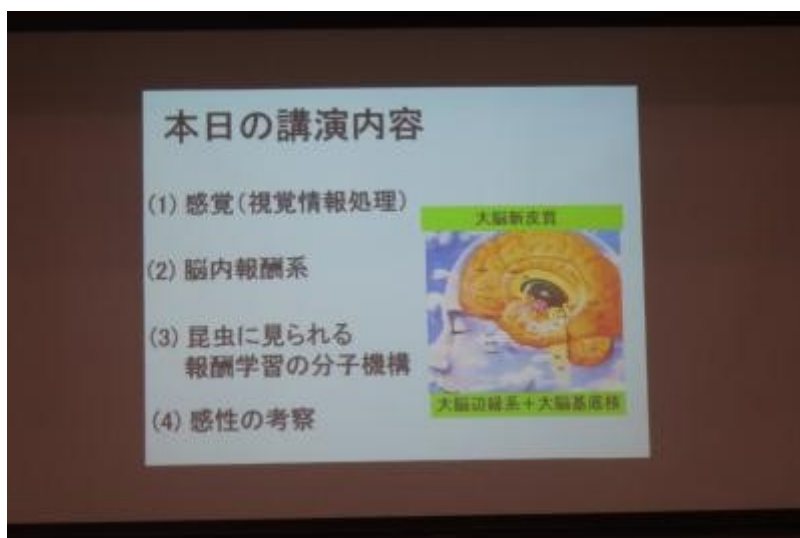 本日の講演内容
(1) 感覚(視覚情報処理)
(2) 脳内報酬系
(3) 昆虫に見られる
報酬学習の分子機構
(4) 感性の考察
大脳新皮質
大脳辺縁系+大脳基底核